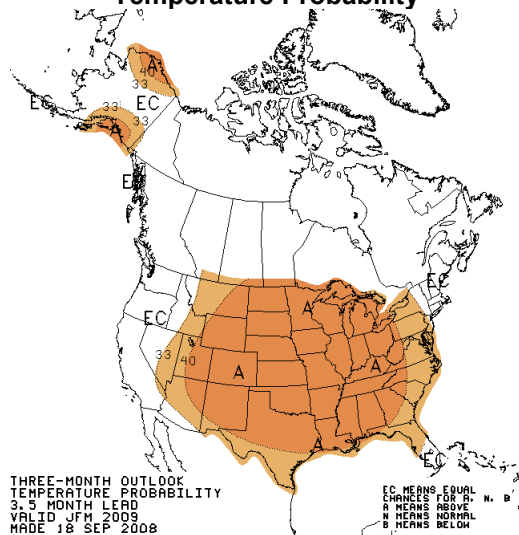 Temperature Probability
A
40
33
EC
EC
33
33
A
EC
EC
A
EC
33
40
A
A
A
EC
THREE-MONTH OUTLOOK
TEMPERATURE PROBABILITY
3.5 MONTH LEAD
VALID JFM 2009
MADE 18 SEP 2008
EC MEANS EQUAL
CHANCES FOR A, N, B
A MEANS ABOVE
N MEANS NORMAL
B MEANS BELOW